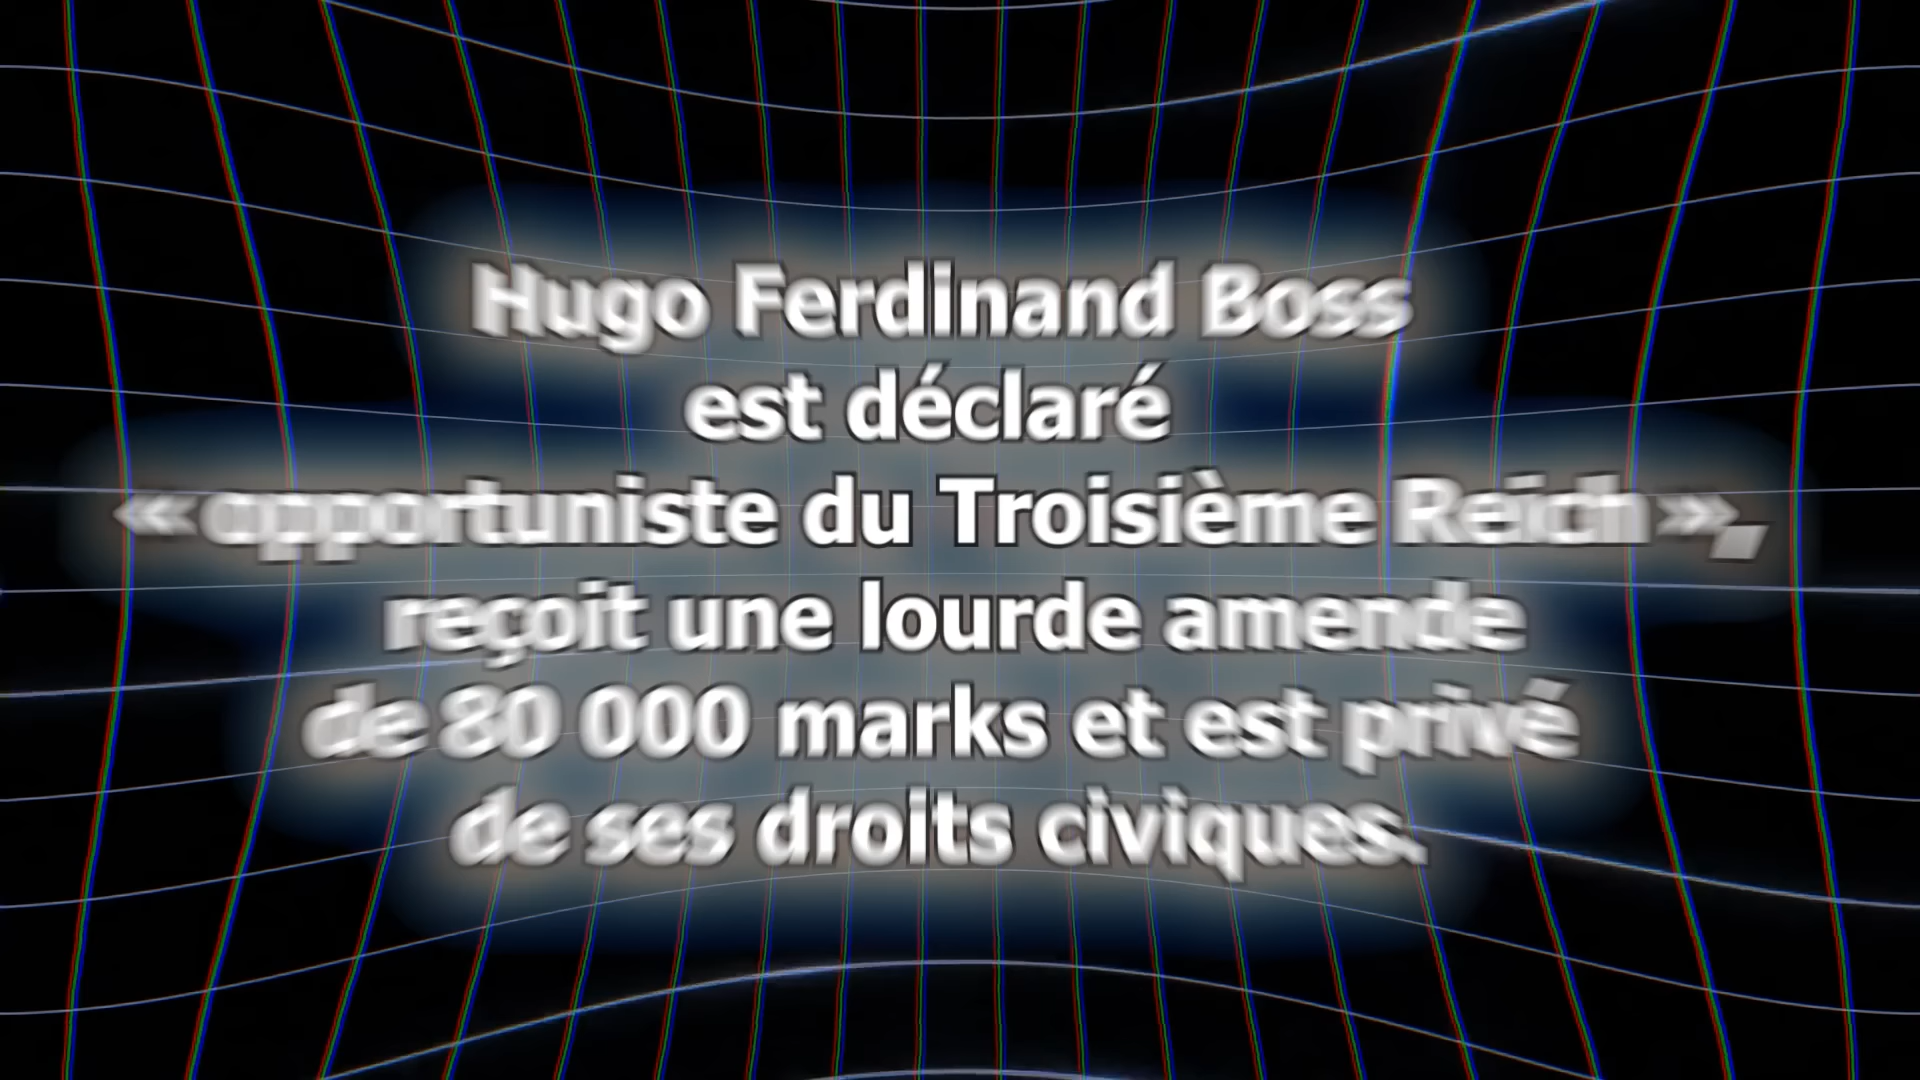 Hugo Ferdinand Boss
est déclaré
« opportuniste du Troisième Reich »,
reçoit une lourde amende
de 80 000 marks et est privé
de ses droits civiques.